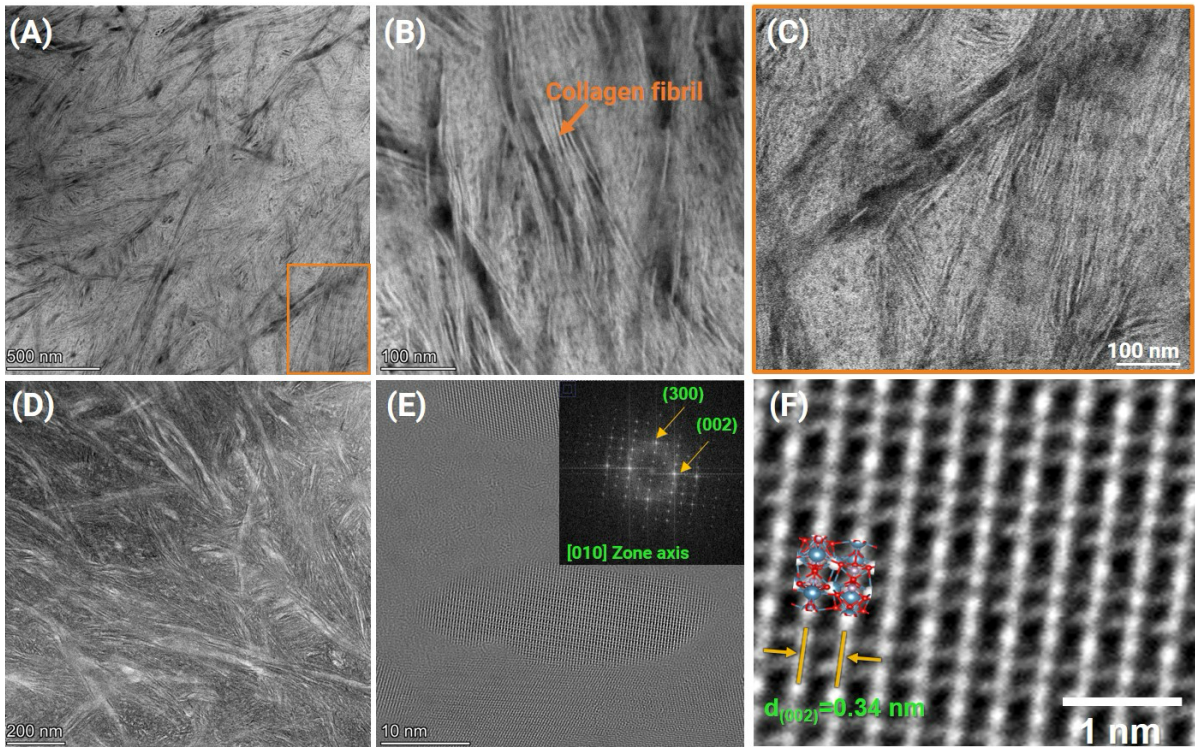 (A)
500 nm
(B)
Collagen fibril
100 nm
(C)
100 nm
(D)
200 nm
(E)
(300)
(002)
[010] Zone axis
10 nm
(F)
d(002)=0.34 nm
1 nm